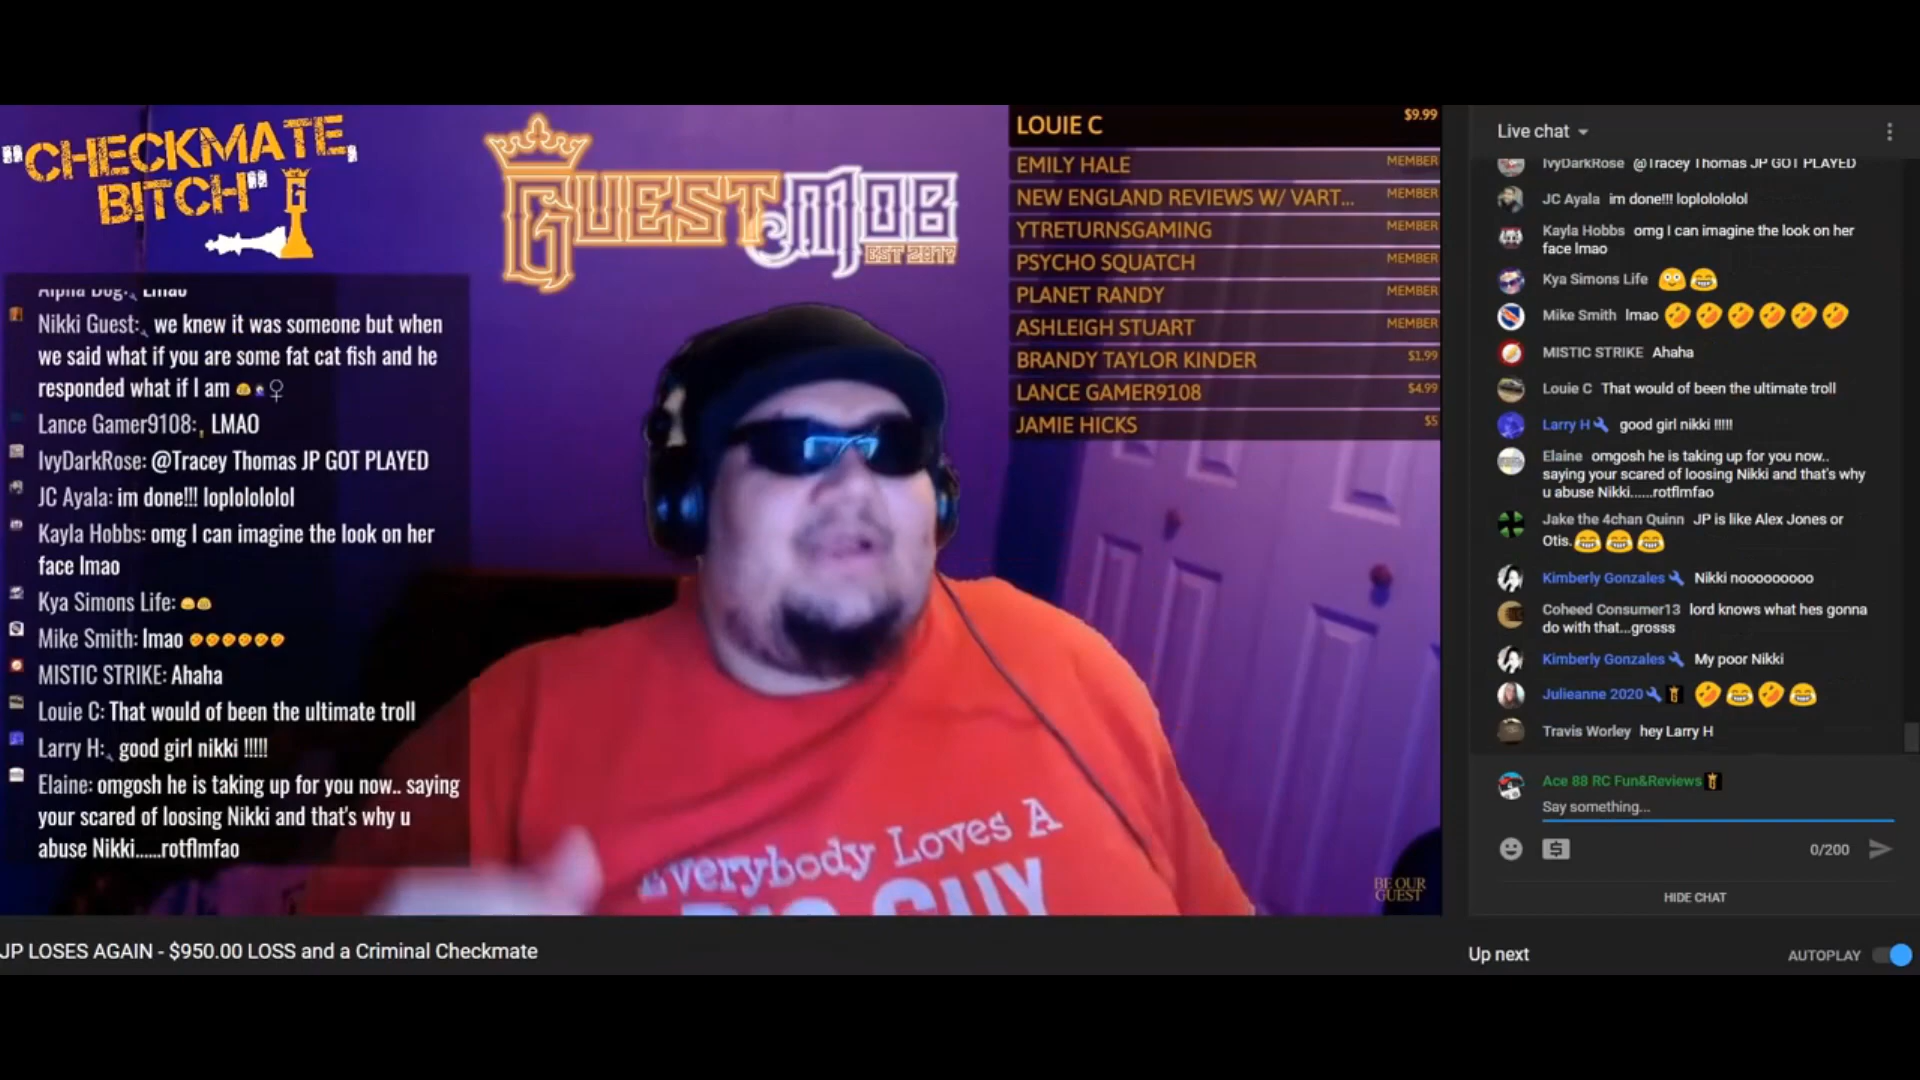 "CHECKMATE,
BITCH"
G
GUESTMOB
EST 2017
Alpha Dog: Lmao
Nikki Guest: we knew it was someone but when
we said what if you are some fat cat fish and he
responded what if I am
Lance Gamer9108: LMAO
IvyDarkRose: @Tracey Thomas JP GOT PLAYED
JC Ayala: im done!!! loplolololol
Kayla Hobbs: omg I can imagine the look on her
face lmao
Kya Simons Life:
Mike Smith: lmao
MISTIC STRIKE: Ahaha
Louie C: That would of been the ultimate troll
Larry H: good girl nikki !!!!!
Elaine: omgosh he is taking up for you now.. saying
your scared of loosing Nikki and that's why u
abuse Nikki......rotflmfao
LOUIE C $9.99
EMILY HALE MEMBER
NEW ENGLAND REVIEWS W/ VART... MEMBER
YTRETURNSGAMING MEMBER
PSYCHO SQUATCH MEMBER
PLANET RANDY MEMBER
ASHLEIGH STUART MEMBER
BRANDY TAYLOR KINDER $1.99
LANCE GAMER9108 $4.99
JAMIE HICKS $5
Everybody Loves A
BIG GUY
BE OUR
GUEST
JP LOSES AGAIN - $950.00 LOSS and a Criminal Checkmate
Live chat
IvyDarkRose @Tracey Thomas JP GOT PLAYED
JC Ayala im done!!! loplolololol
Kayla Hobbs omg I can imagine the look on her
face lmao
Kya Simons Life
Mike Smith lmao
MISTIC STRIKE Ahaha
Louie C That would of been the ultimate troll
Larry H good girl nikki !!!!!
Elaine omgosh he is taking up for you now..
saying your scared of loosing Nikki and that's why
u abuse Nikki......rotflmfao
Jake the 4chan Quinn JP is like Alex Jones or
Otis.
Kimberly Gonzales Nikki nooooooooo
Coheed Consumer13 lord knows what hes gonna
do with that...grosss
Kimberly Gonzales My poor Nikki
Julieanne 2020
Travis Worley hey Larry H
Ace 88 RC Fun&Reviews
Say something...
0/200
HIDE CHAT
Up next
AUTOPLAY